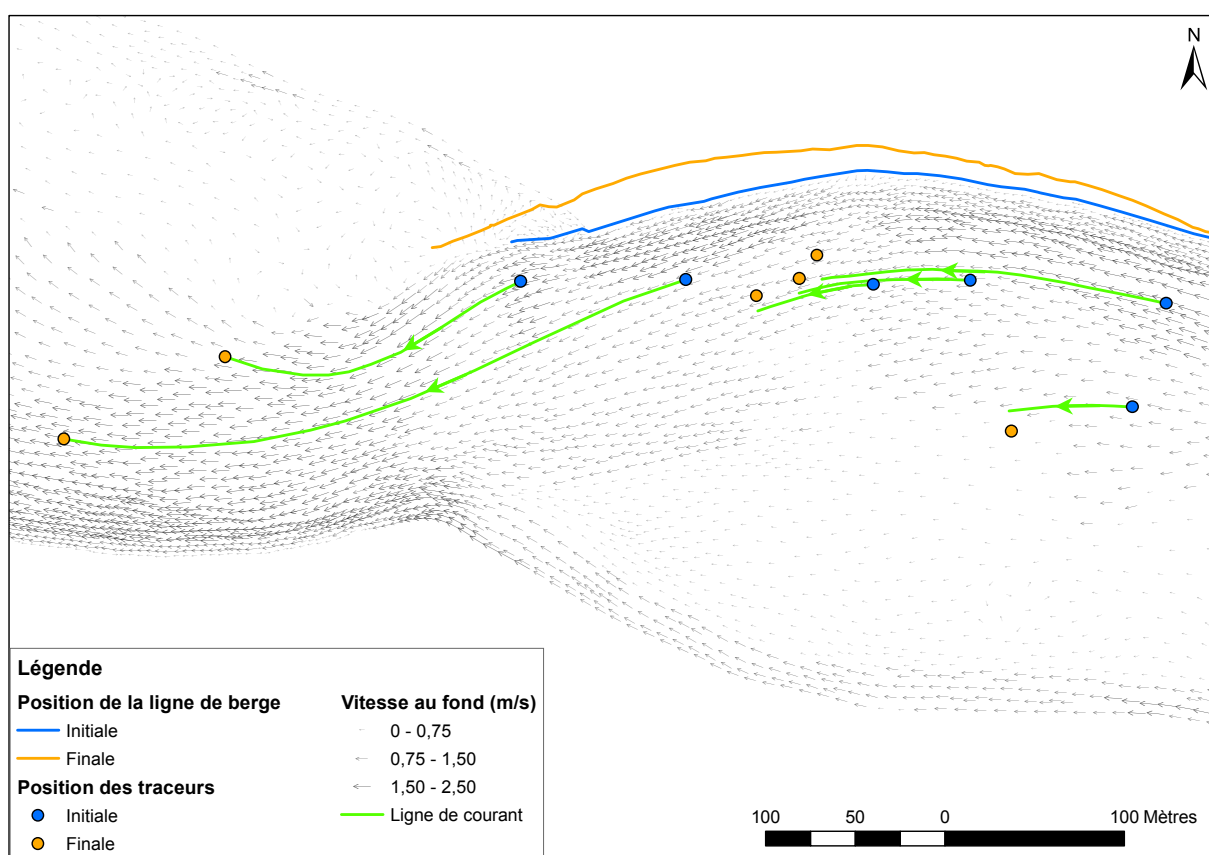 N
Légende
Position de la ligne de berge
Initiale
Finale
Position des traceurs
Initiale
Finale
Vitesse au fond (m/s)
0 - 0,75
0,75 - 1,50
1,50 - 2,50
Ligne de courant
100 50 0 100 Mètres